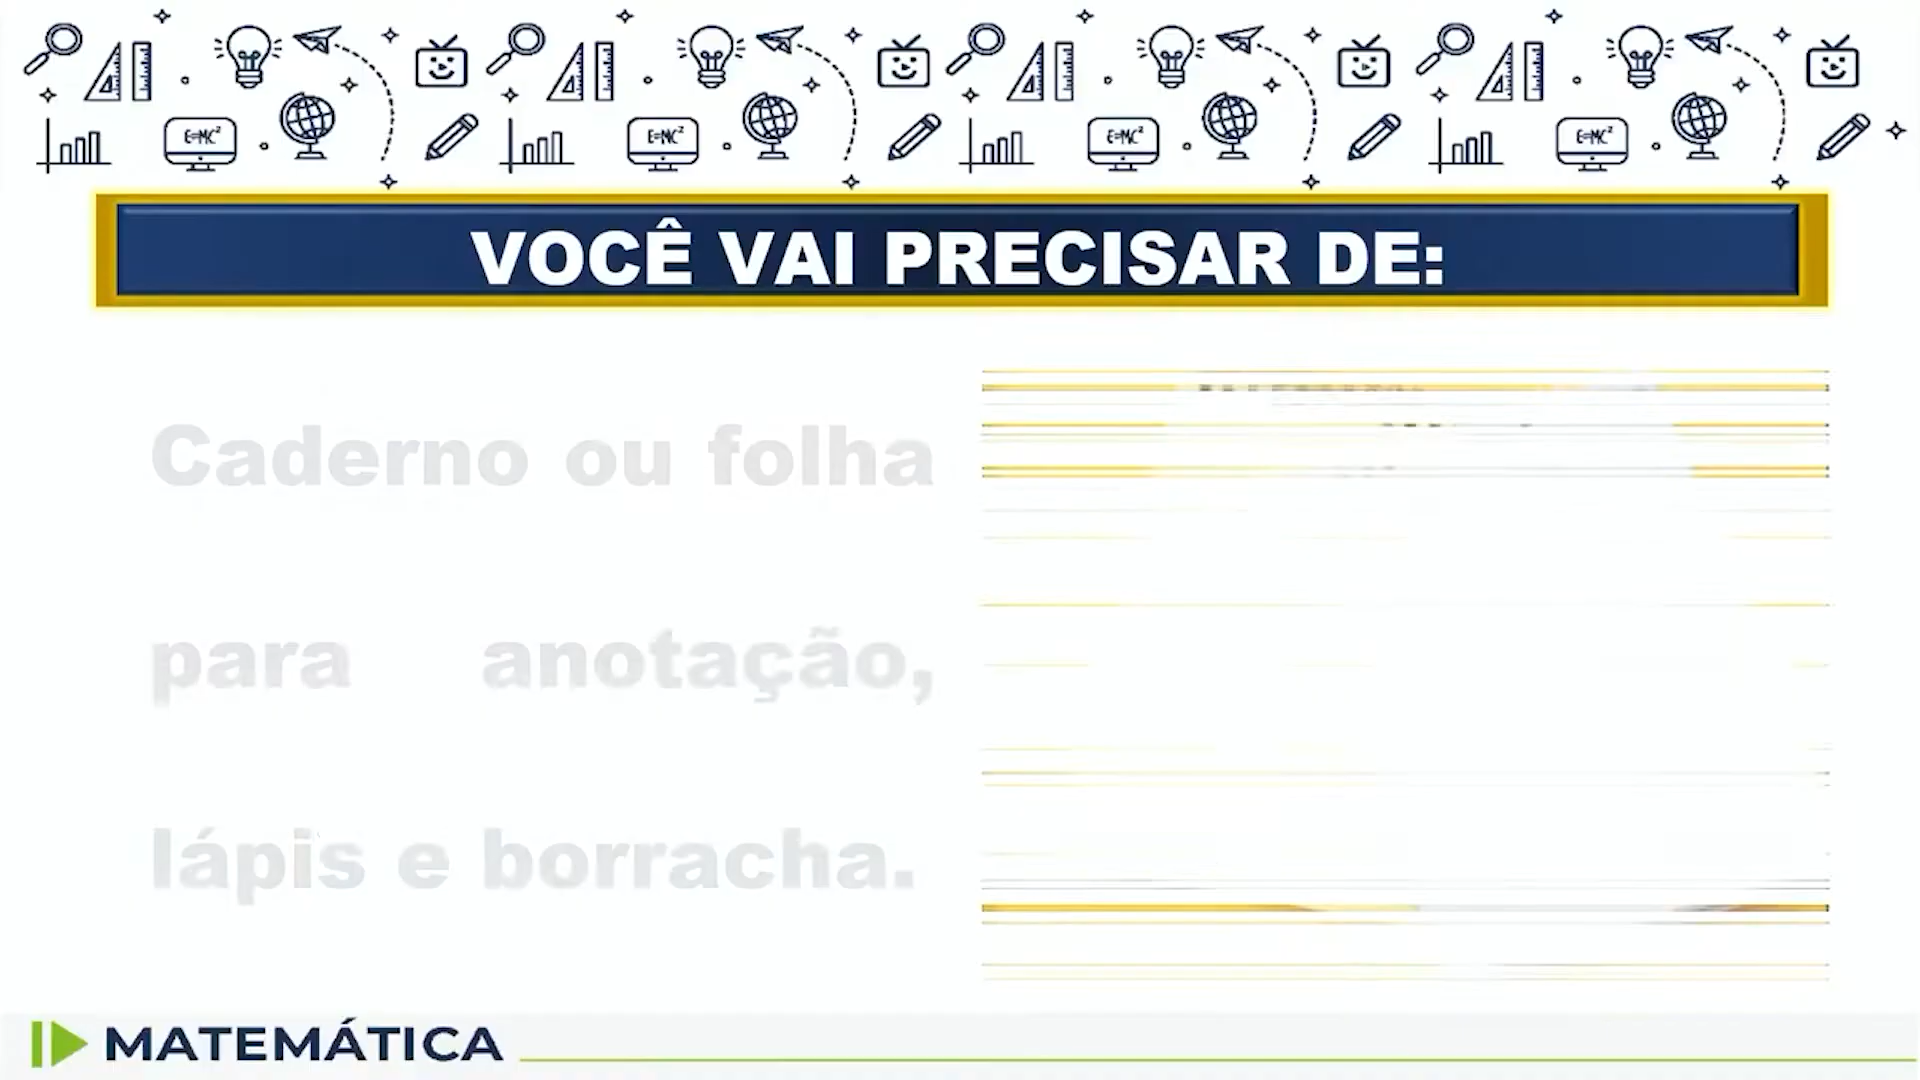 E=MC² E=MC² E=MC² E=MC²
VOCÊ VAI PRECISAR DE:
Caderno ou folha
para anotação,
lápis e borracha.
MATEMÁTICA